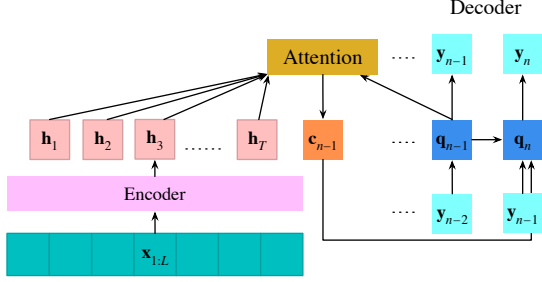 Decoder
Attention
.... y_{n−1} y_n
h_1 h_2 h_3 ...... h_T c_{n−1} .... q_{n−1} q_n
Encoder
.... y_{n−2} y_{n−1}
x_{1:L}